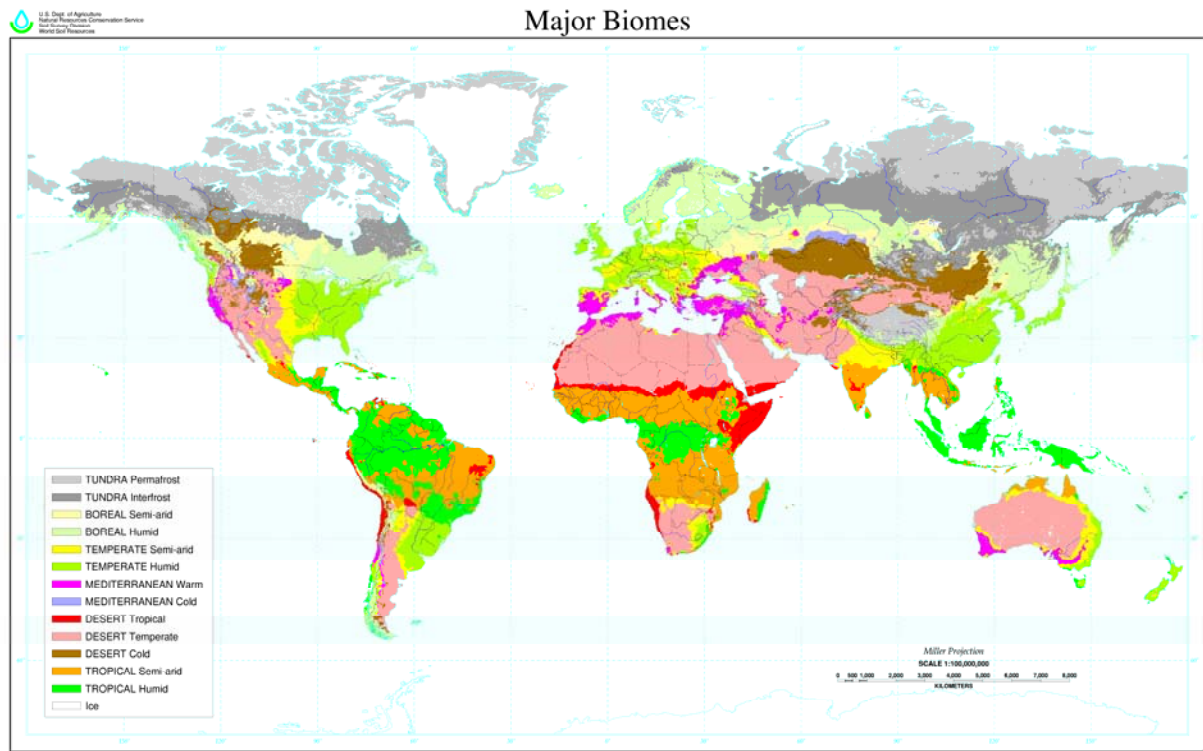 U.S. Dept. of Agriculture
Natural Resources Conservation Service
Soil Survey Division
World Soil Resources
Major Biomes
TUNDRA Permafrost
TUNDRA Interfrost
BOREAL Semi-arid
BOREAL Humid
TEMPERATE Semi-arid
TEMPERATE Humid
MEDITERRANEAN Warm
MEDITERRANEAN Cold
DESERT Tropical
DESERT Temperate
DESERT Cold
TROPICAL Semi-arid
TROPICAL Humid
Ice
Miller Projection
SCALE 1:100,000,000
0 500 1,000 2,000 3,000 4,000 5,000 6,000 7,000 8,000
KILOMETERS